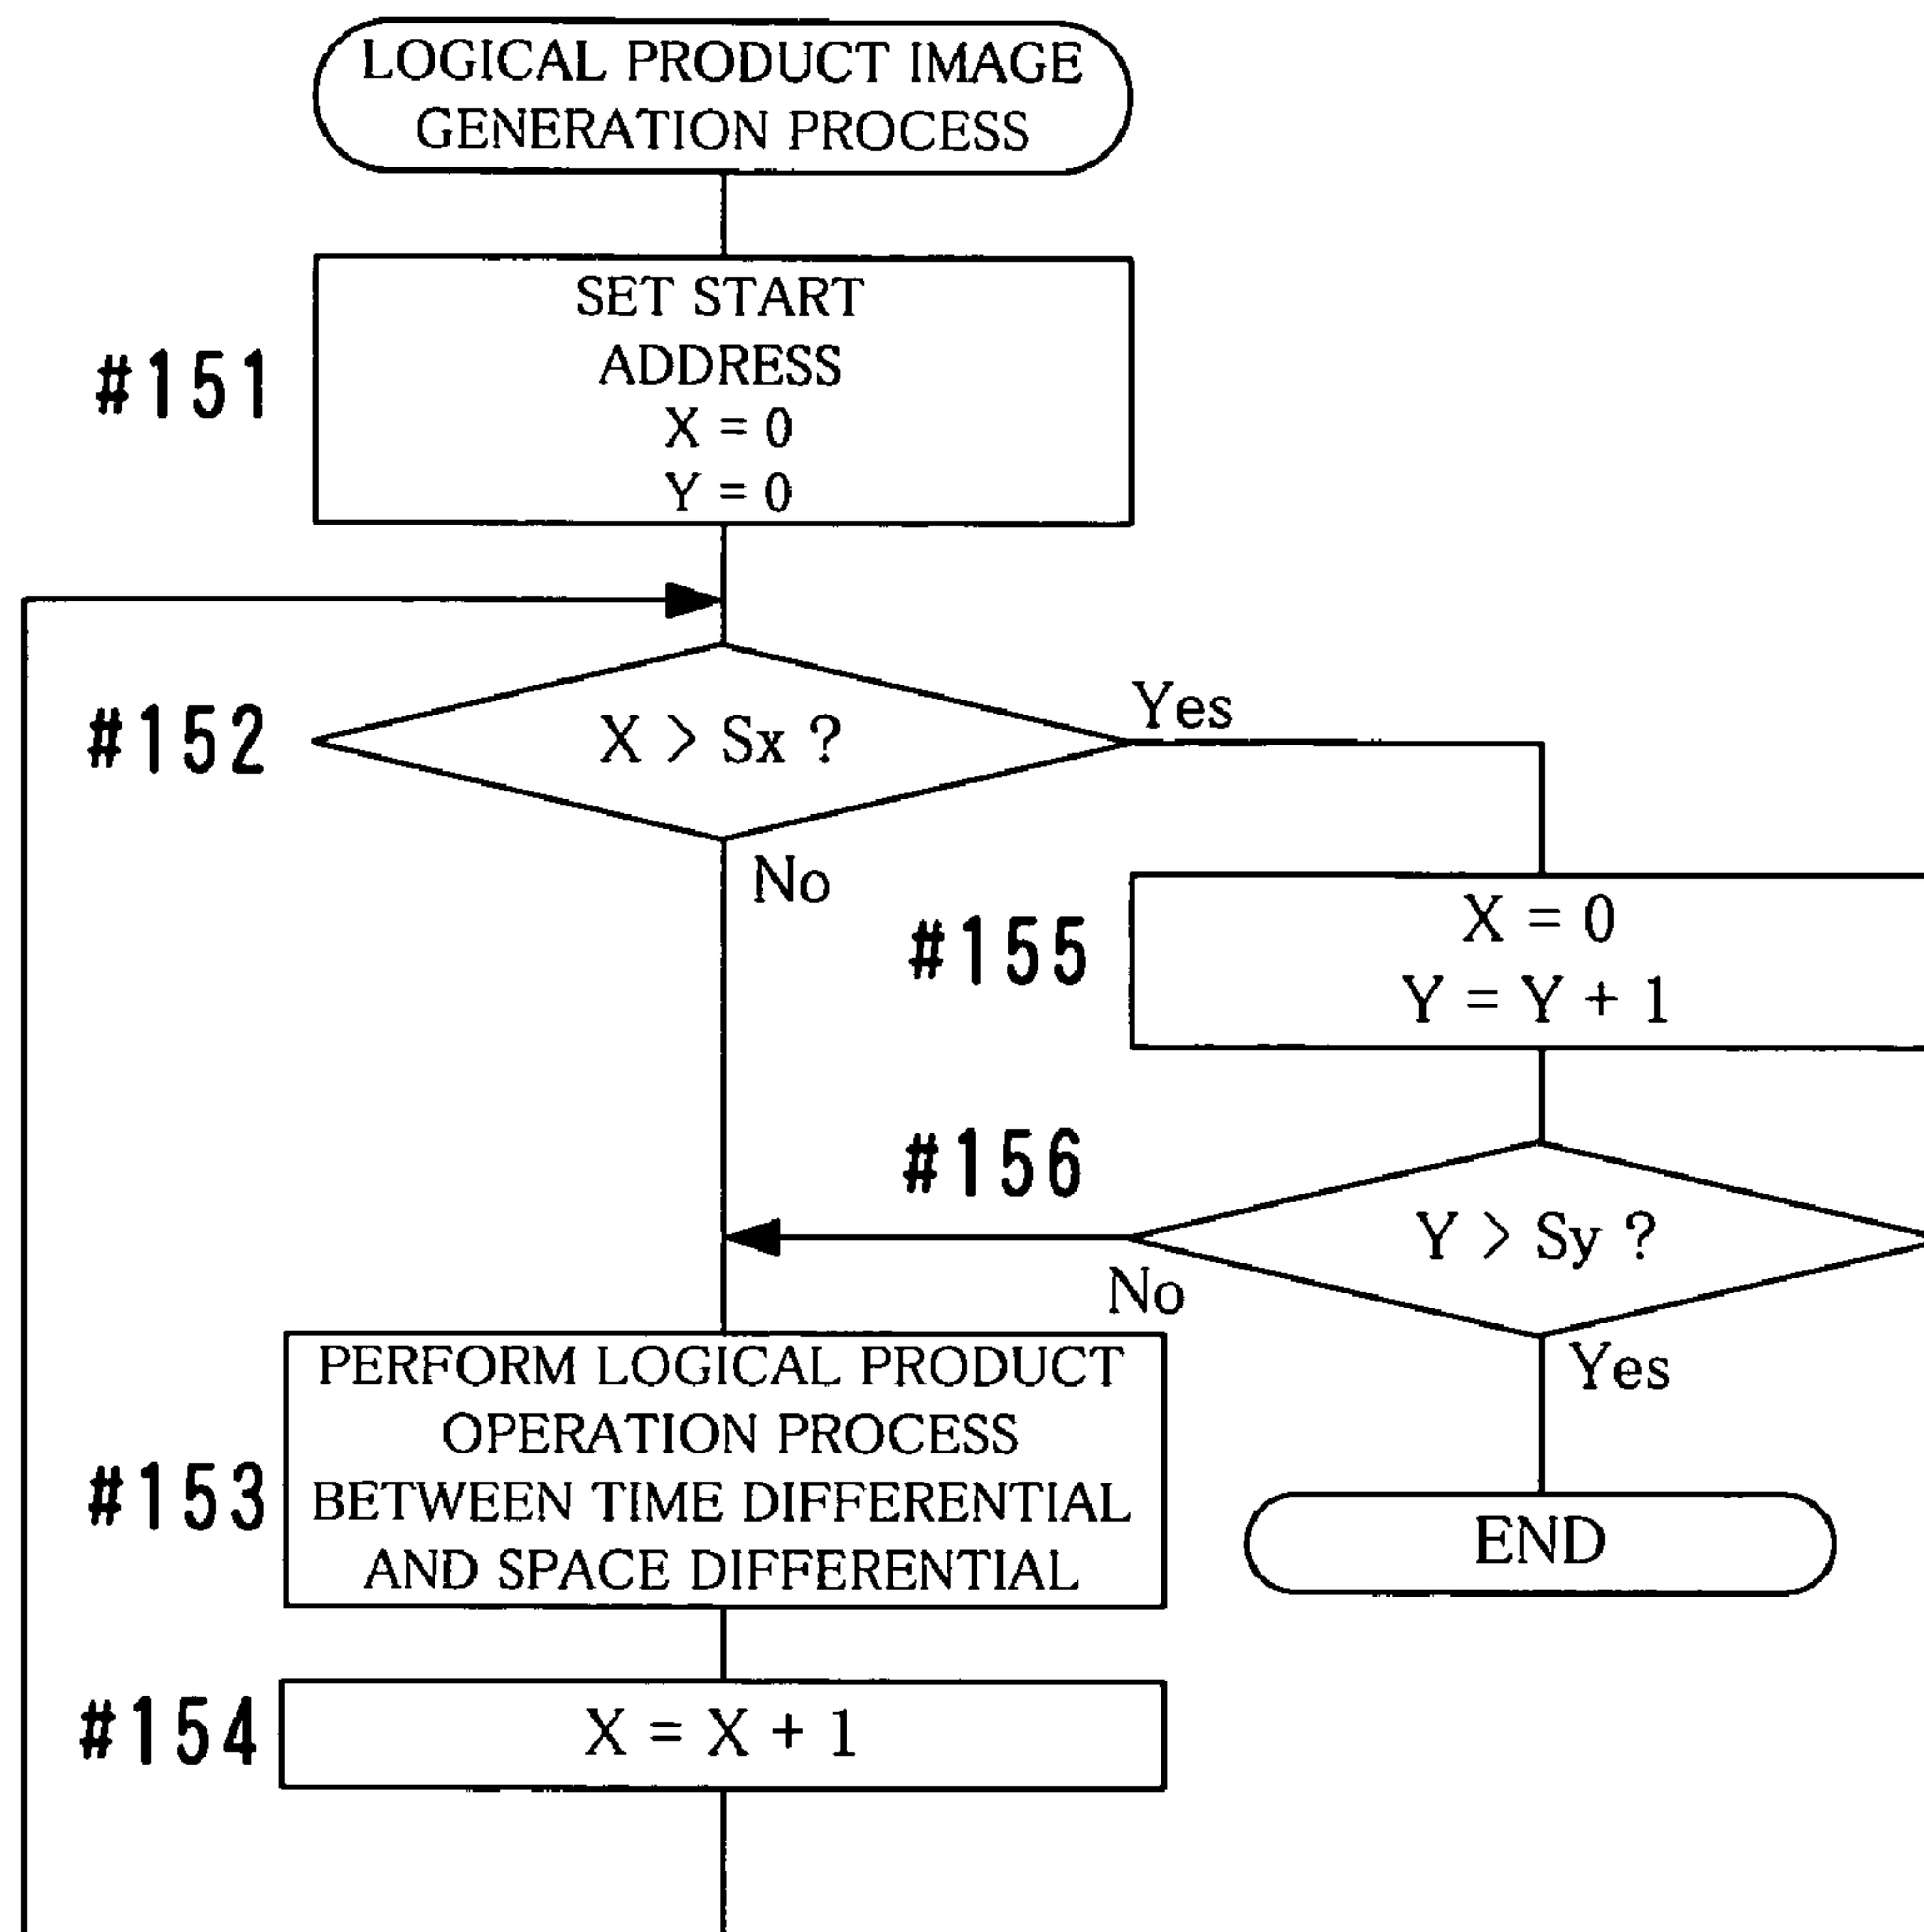 LOGICAL PRODUCT IMAGE
GENERATION PROCESS
SET START
ADDRESS
X = 0
Y = 0
#151
#152
X > Sx ?
Yes
No
#155
X = 0
Y = Y + 1
#156
Y > Sy ?
No
Yes
PERFORM LOGICAL PRODUCT
OPERATION PROCESS
BETWEEN TIME DIFFERENTIAL
AND SPACE DIFFERENTIAL
#153
END
#154
X = X + 1